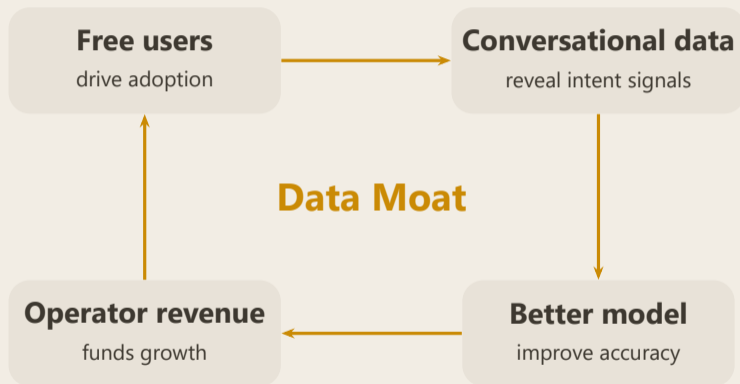 Free users
drive adoption
Conversational data
reveal intent signals
Data Moat
Operator revenue
funds growth
Better model
improve accuracy